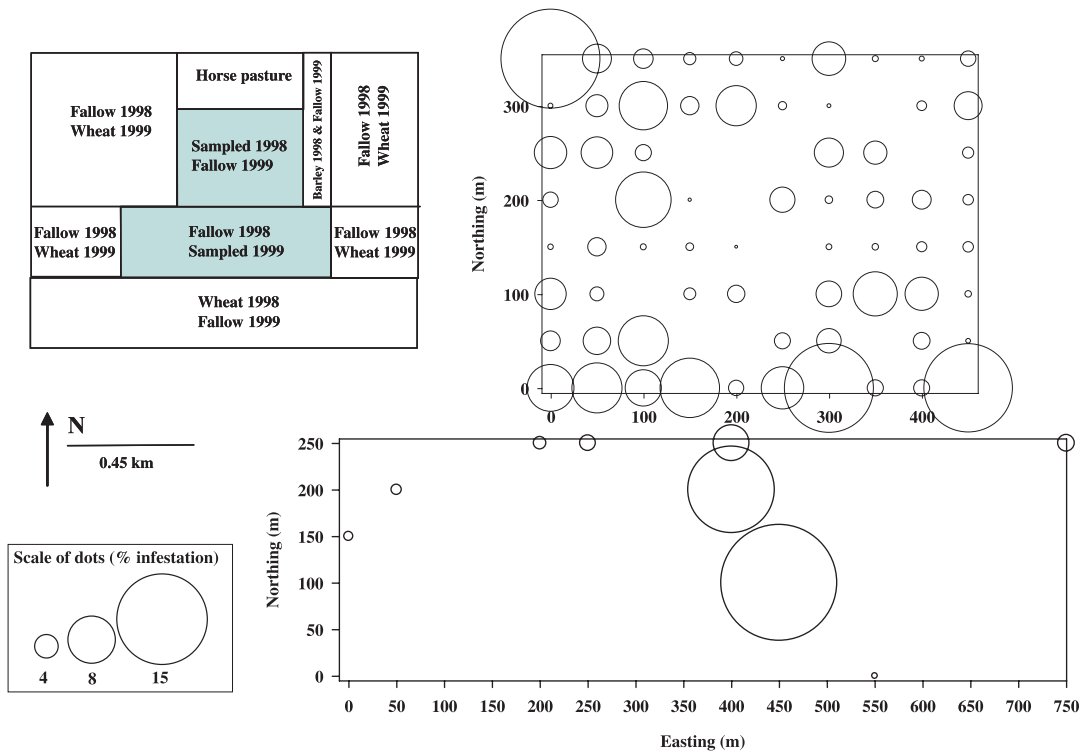 Horse pasture
Fallow 1998
Wheat 1999
Sampled 1998
Fallow 1999
Barley 1998 & Fallow 1999
Fallow 1998
Wheat 1999
Fallow 1998
Wheat 1999
Fallow 1998
Sampled 1999
Fallow 1998
Wheat 1999
Wheat 1998
Fallow 1999
N
0.45 km
Scale of dots (% infestation)
4 8 15
Northing (m)
300
200
100
0
0 100 200 300 400
Northing (m)
250
200
150
100
50
0
0 50 100 150 200 250 300 350 400 450 500 550 600 650 700 750
Easting (m)